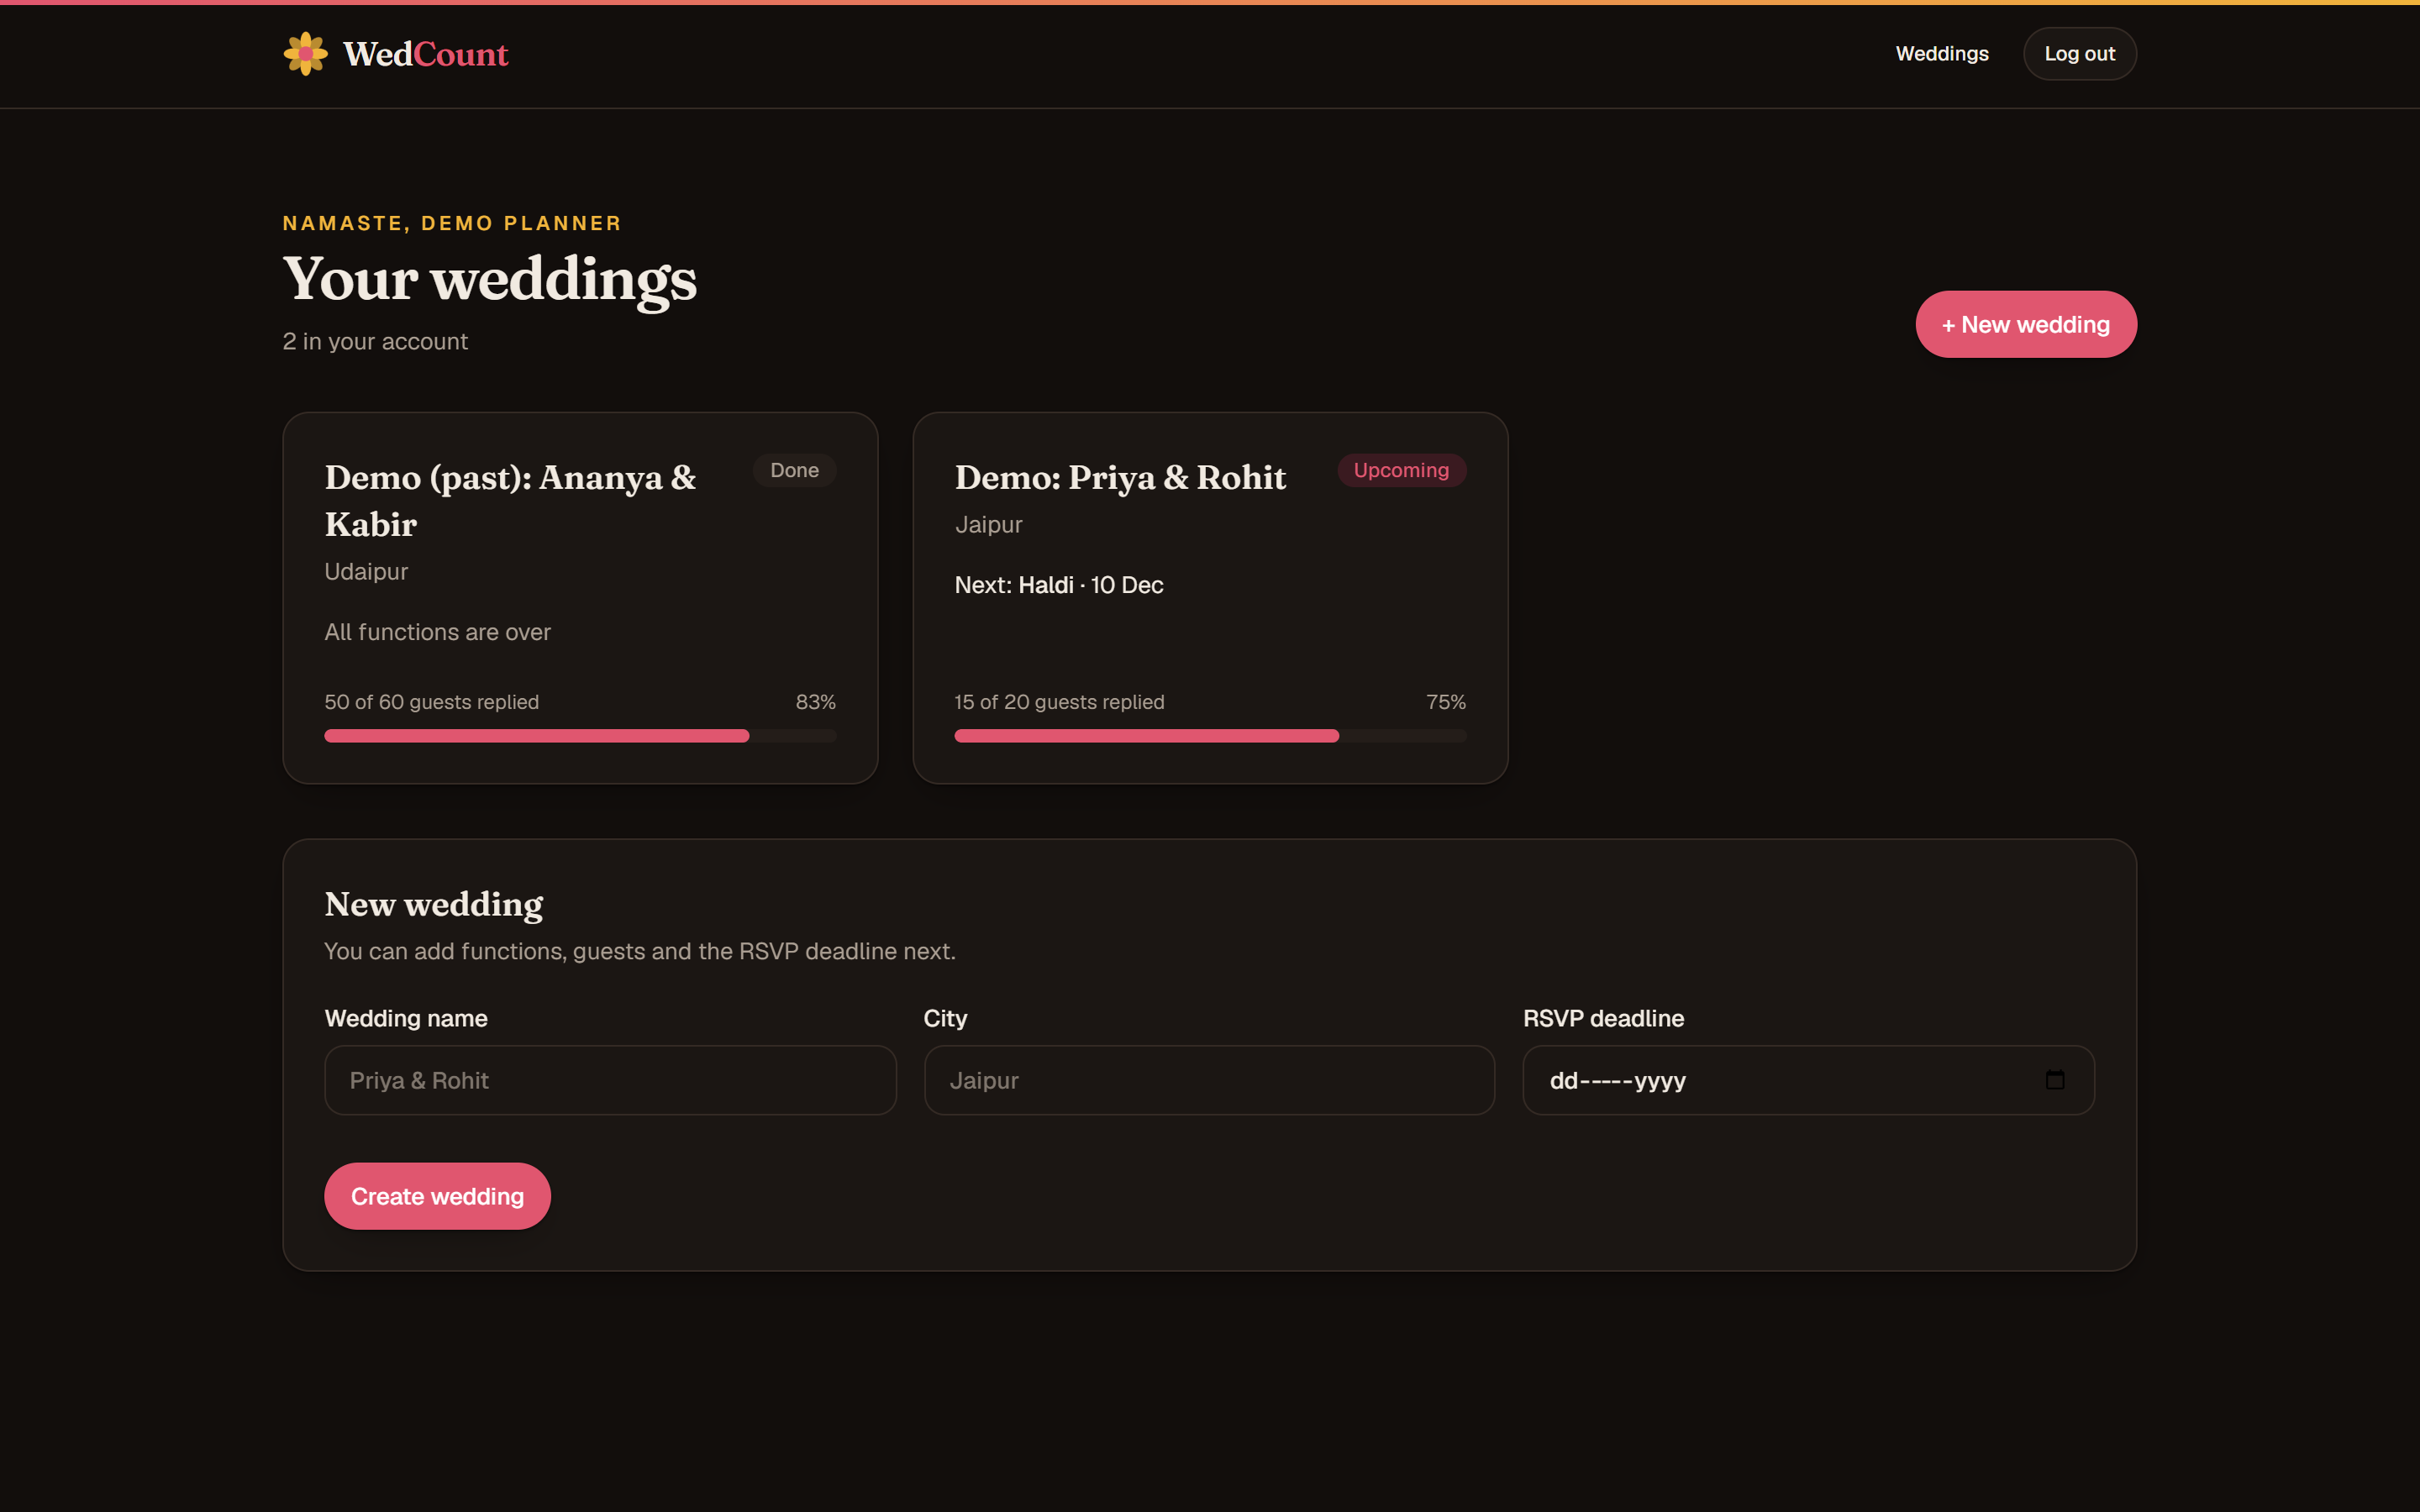 WedCount
Weddings
Log out
NAMASTE, DEMO PLANNER
Your weddings
2 in your account
+ New wedding
Demo (past): Ananya &
Kabir
Done
Udaipur
All functions are over
50 of 60 guests replied
83%
Demo: Priya & Rohit
Upcoming
Jaipur
Next: Haldi · 10 Dec
15 of 20 guests replied
75%
New wedding
You can add functions, guests and the RSVP deadline next.
Wedding name
City
RSVP deadline
Priya & Rohit
Jaipur
dd-----yyyy
Create wedding